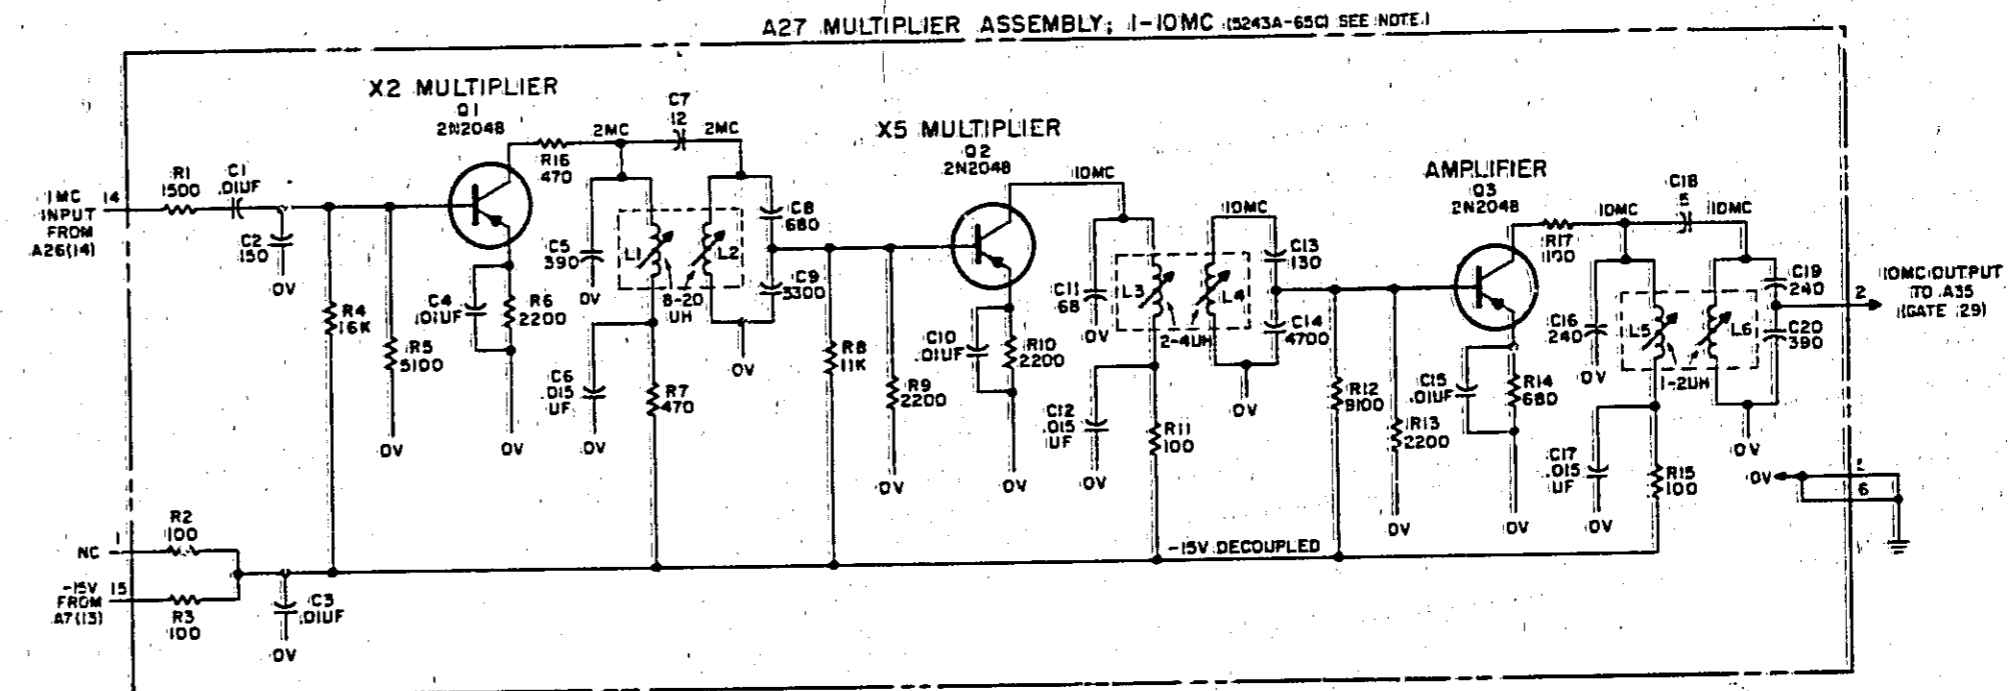 A27 MULTIPLIER ASSEMBLY; 1-10MC (5243A-65C) SEE NOTE 1
X2 MULTIPLIER
Q1
2N2048
X5 MULTIPLIER
Q2
2N2048
AMPLIFIER
Q3
2N2048
1MC
INPUT
FROM
A26(14)
14
R1
1500
C1
.01UF
C2
150
0V
R4
16K
R5
5100
0V
C4
.01UF
R6
2200
0V
R16
470
2MC
C7
12
2MC
C5
390
0V
L1
L2
8-20
UH
C6
.015
UF
0V
R7
470
C8
680
C9
3300
0V
R8
11K
R9
2200
0V
C10
.01UF
R10
2200
0V
10MC
C11
68
0V
L3
L4
2-4UH
C12
.015
UF
0V
R11
100
10MC
C13
130
C14
4700
0V
R12
9100
R13
2200
0V
C15
.01UF
R14
680
0V
R17
100
10MC
C18
5
10MC
C16
240
0V
L5
L6
1-2UH
C17
.015
UF
0V
R15
100
C19
240
C20
390
0V
2
10MC OUTPUT
TO A35
(GATE 29)
0V
6
NC
1
R2
100
-15V
FROM
A7(13)
15
R3
100
C3
.01UF
0V
-15V DECOUPLED